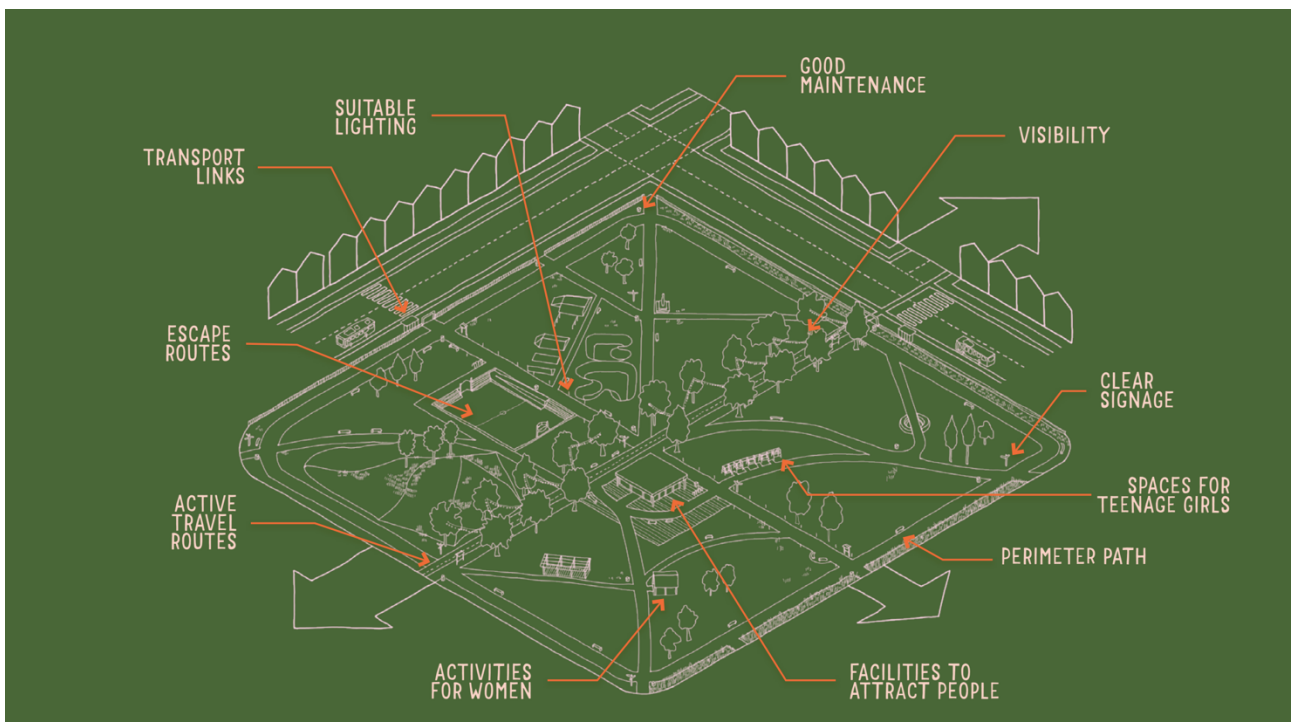 GOOD
MAINTENANCE
SUITABLE
LIGHTING
VISIBILITY
TRANSPORT
LINKS
ESCAPE
ROUTES
CLEAR
SIGNAGE
SPACES FOR
TEENAGE GIRLS
ACTIVE
TRAVEL
ROUTES
PERIMETER PATH
ACTIVITIES
FOR WOMEN
FACILITIES TO
ATTRACT PEOPLE